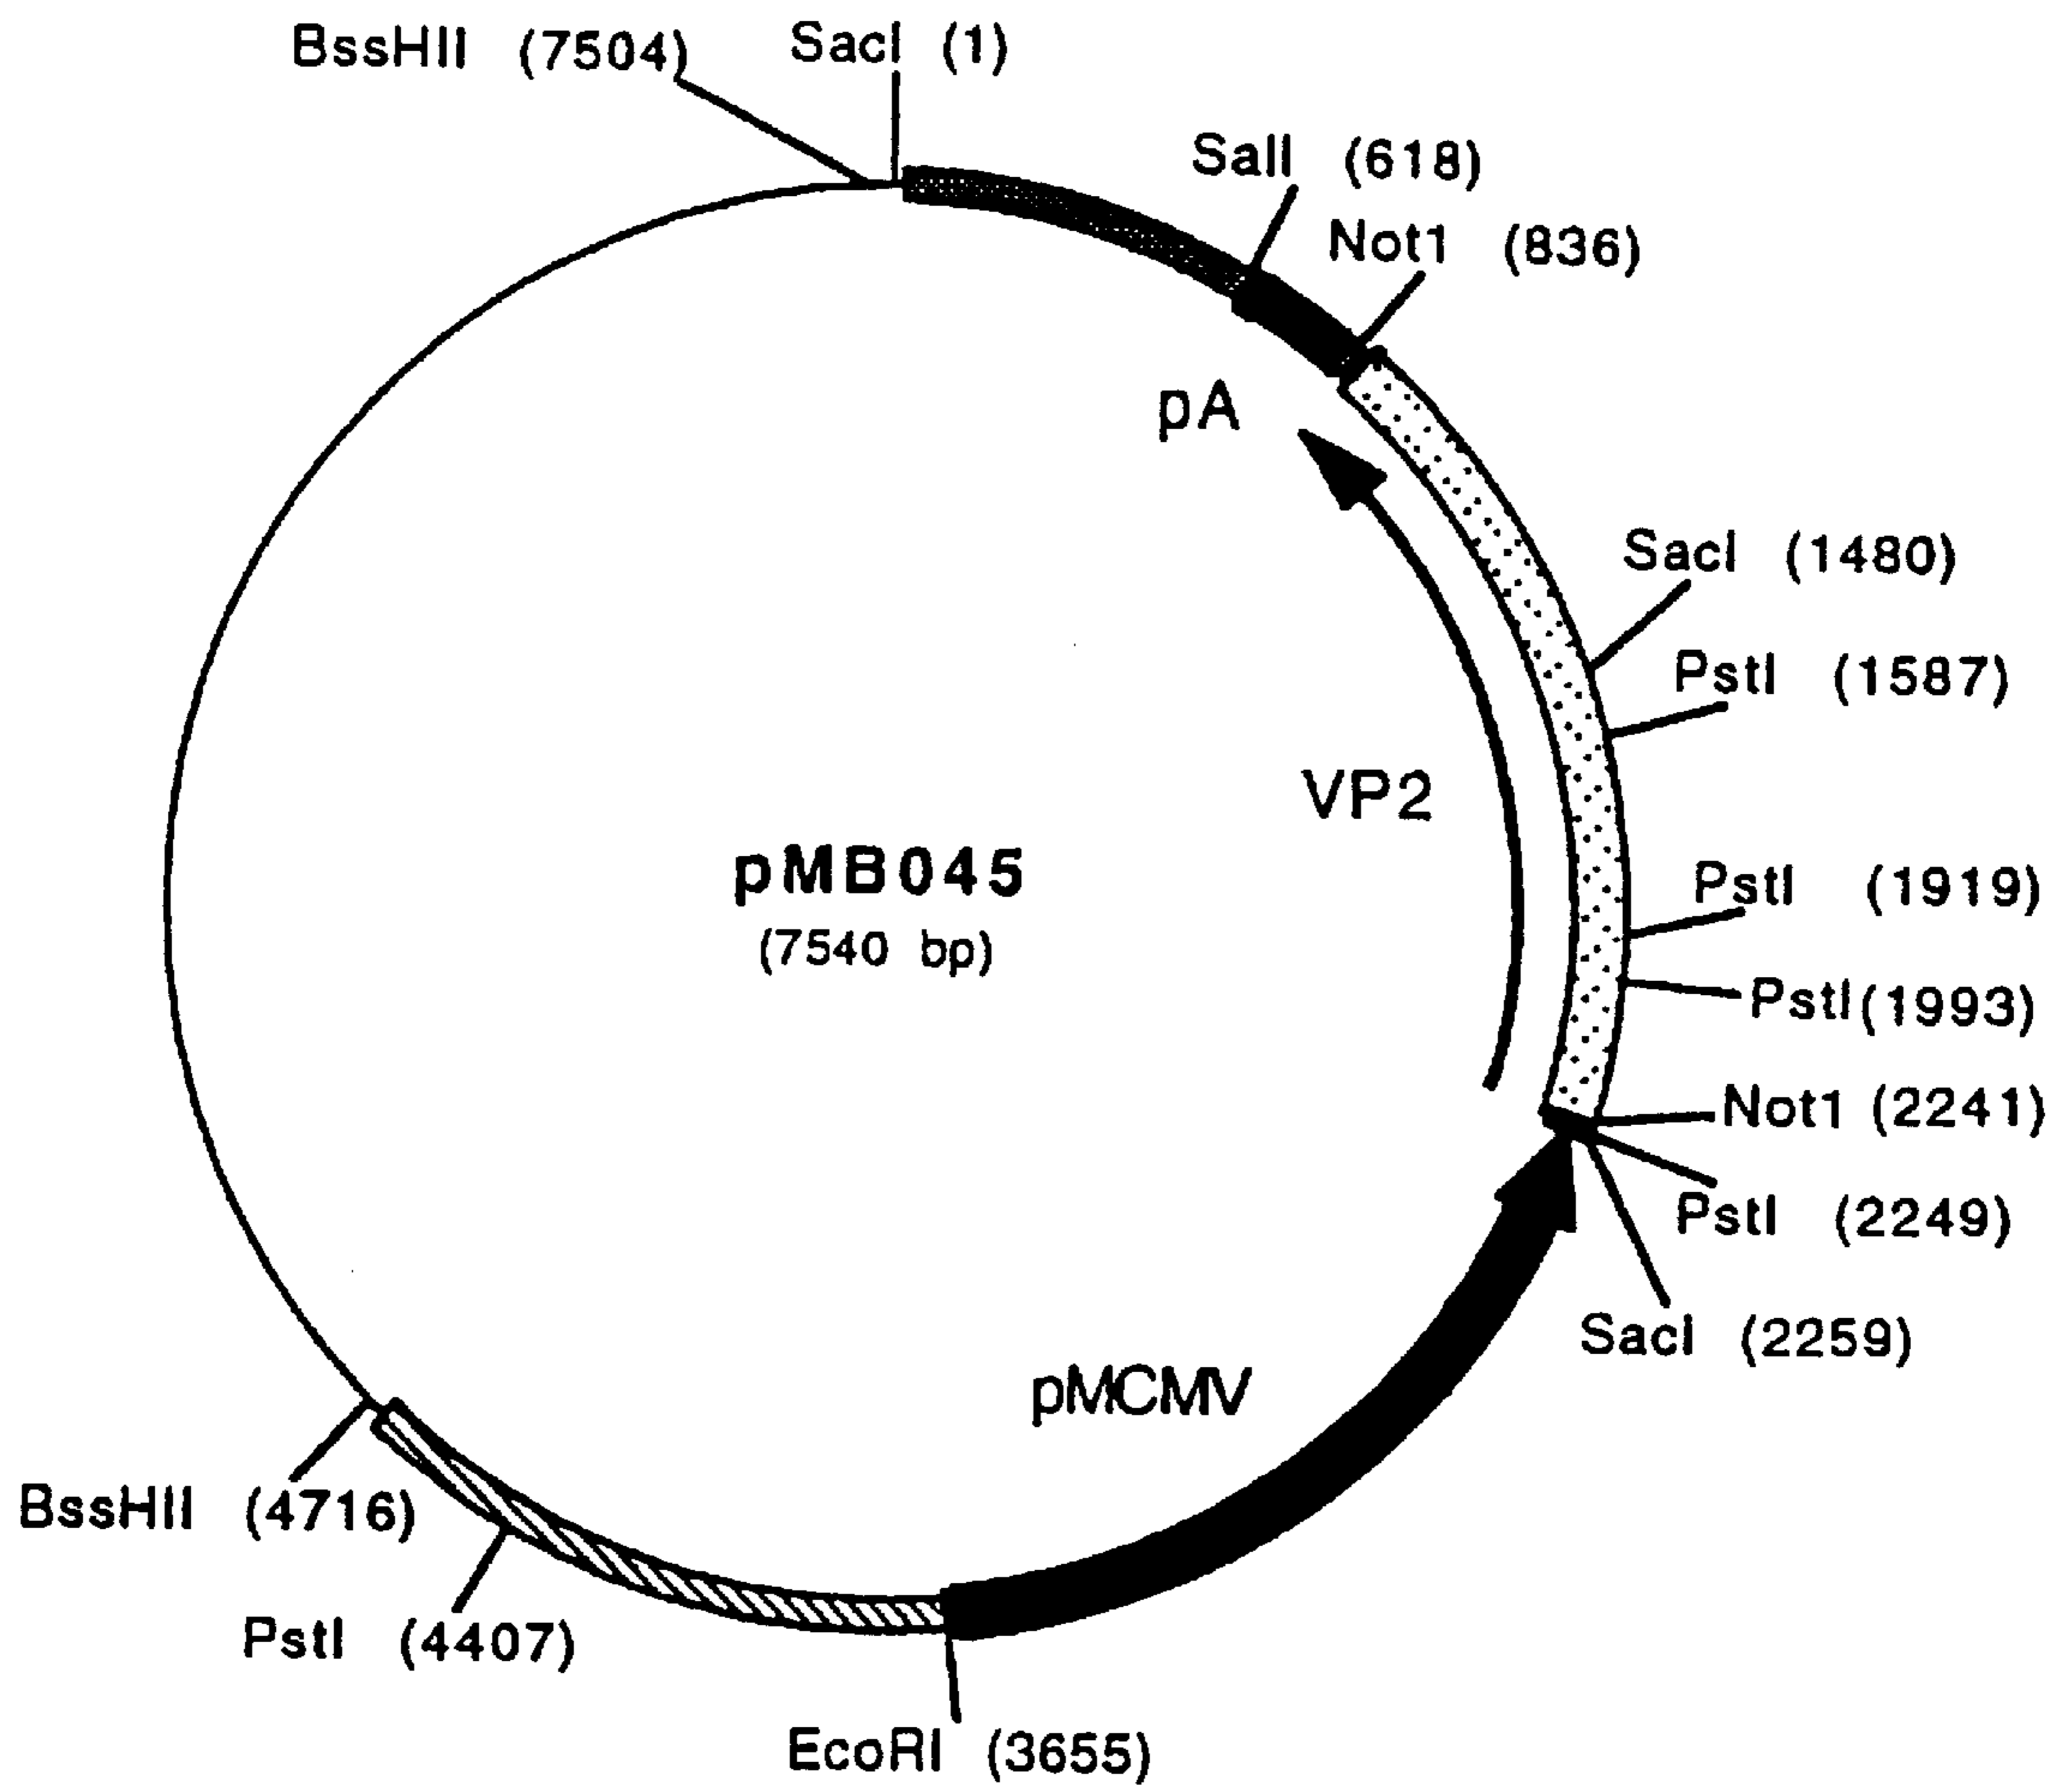 BssHII (7504)
SacI (1)
SalI (618)
Not1 (836)
pA
SacI (1480)
PstI (1587)
VP2
pMB045
(7540 bp)
PstI (1919)
PstI (1993)
Not1 (2241)
PstI (2249)
SacI (2259)
pMCMV
BssHII (4716)
PstI (4407)
EcoRI (3655)